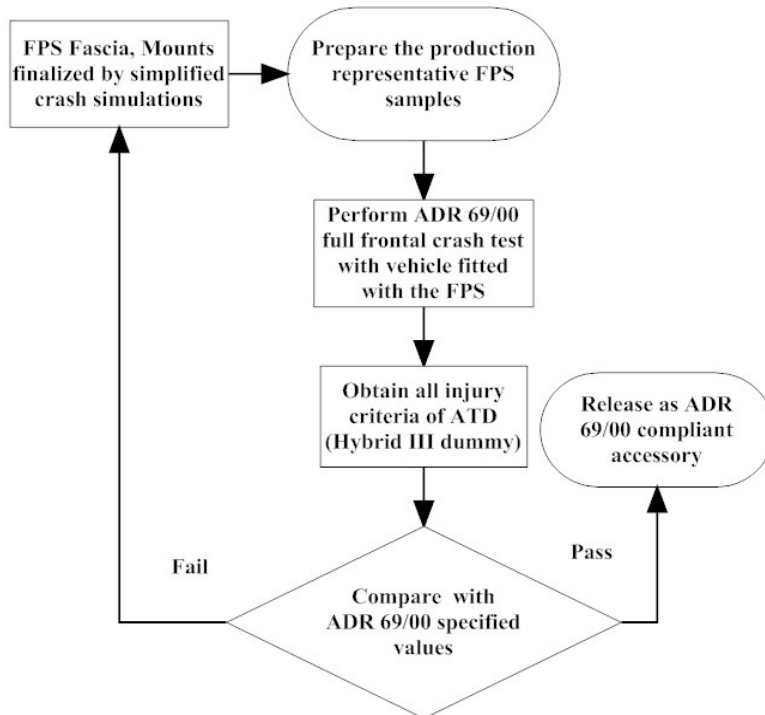 FPS Fascia, Mounts
finalized by simplified
crash simulations
Prepare the production
representative FPS
samples
Perform ADR 69/00
full frontal crash test
with vehicle fitted
with the FPS
Obtain all injury
criteria of ATD
(Hybrid III dummy)
Release as ADR
69/00 compliant
accessory
Fail
Pass
Compare with
ADR 69/00 specified
values